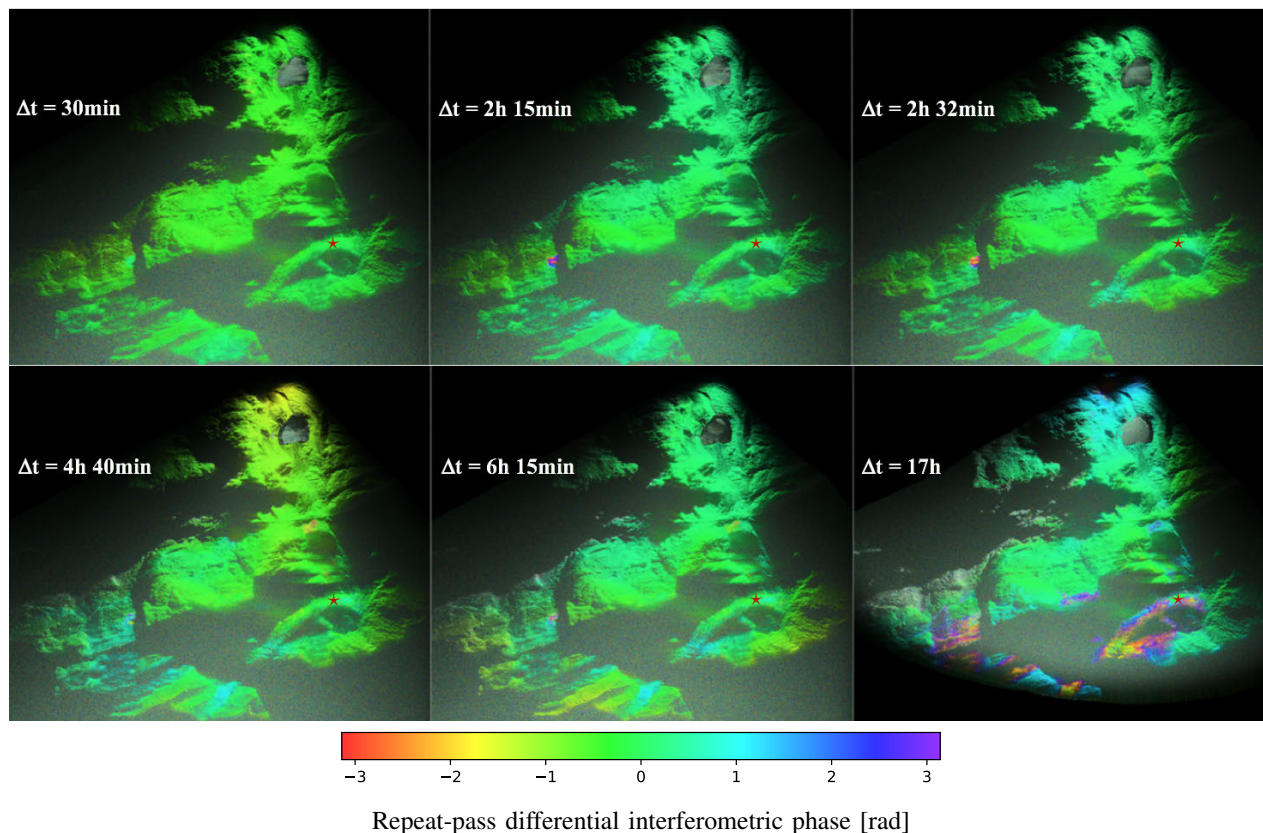 Δt = 30min
Δt = 2h 15min
Δt = 2h 32min
Δt = 4h 40min
Δt = 6h 15min
Δt = 17h
−3 −2 −1 0 1 2 3
Repeat-pass differential interferometric phase [rad]